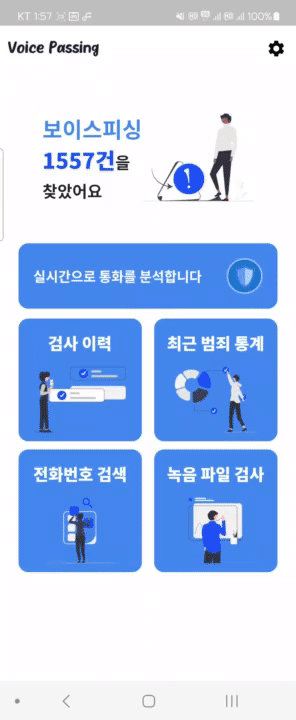 KT 1:57
100%
Voice Passing
보이스피싱
1557건을
찾았어요
실시간으로 통화를 분석합니다
검사 이력
최근 범죄 통계
전화번호 검색
녹음 파일 검사